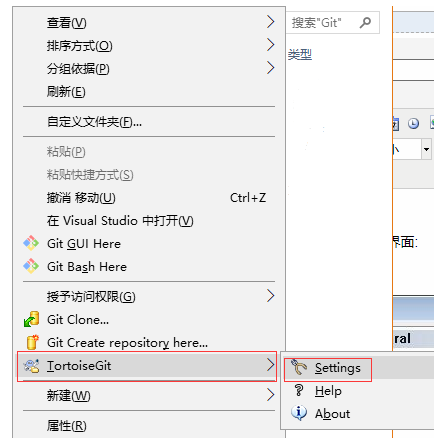 查看(V)
搜索"Git"
排序方式(O)
类型
分组依据(P)
刷新(E)
自定义文件夹(F)...
小
粘贴(P)
粘贴快捷方式(S)
撤消 移动(U) Ctrl+Z
在 Visual Studio 中打开(V)
界面:
Git GUI Here
Git Bash Here
授予访问权限(G)
Git Clone...
Git Create repository here...
ral
TortoiseGit
Settings
新建(W)
Help
About
属性(R)